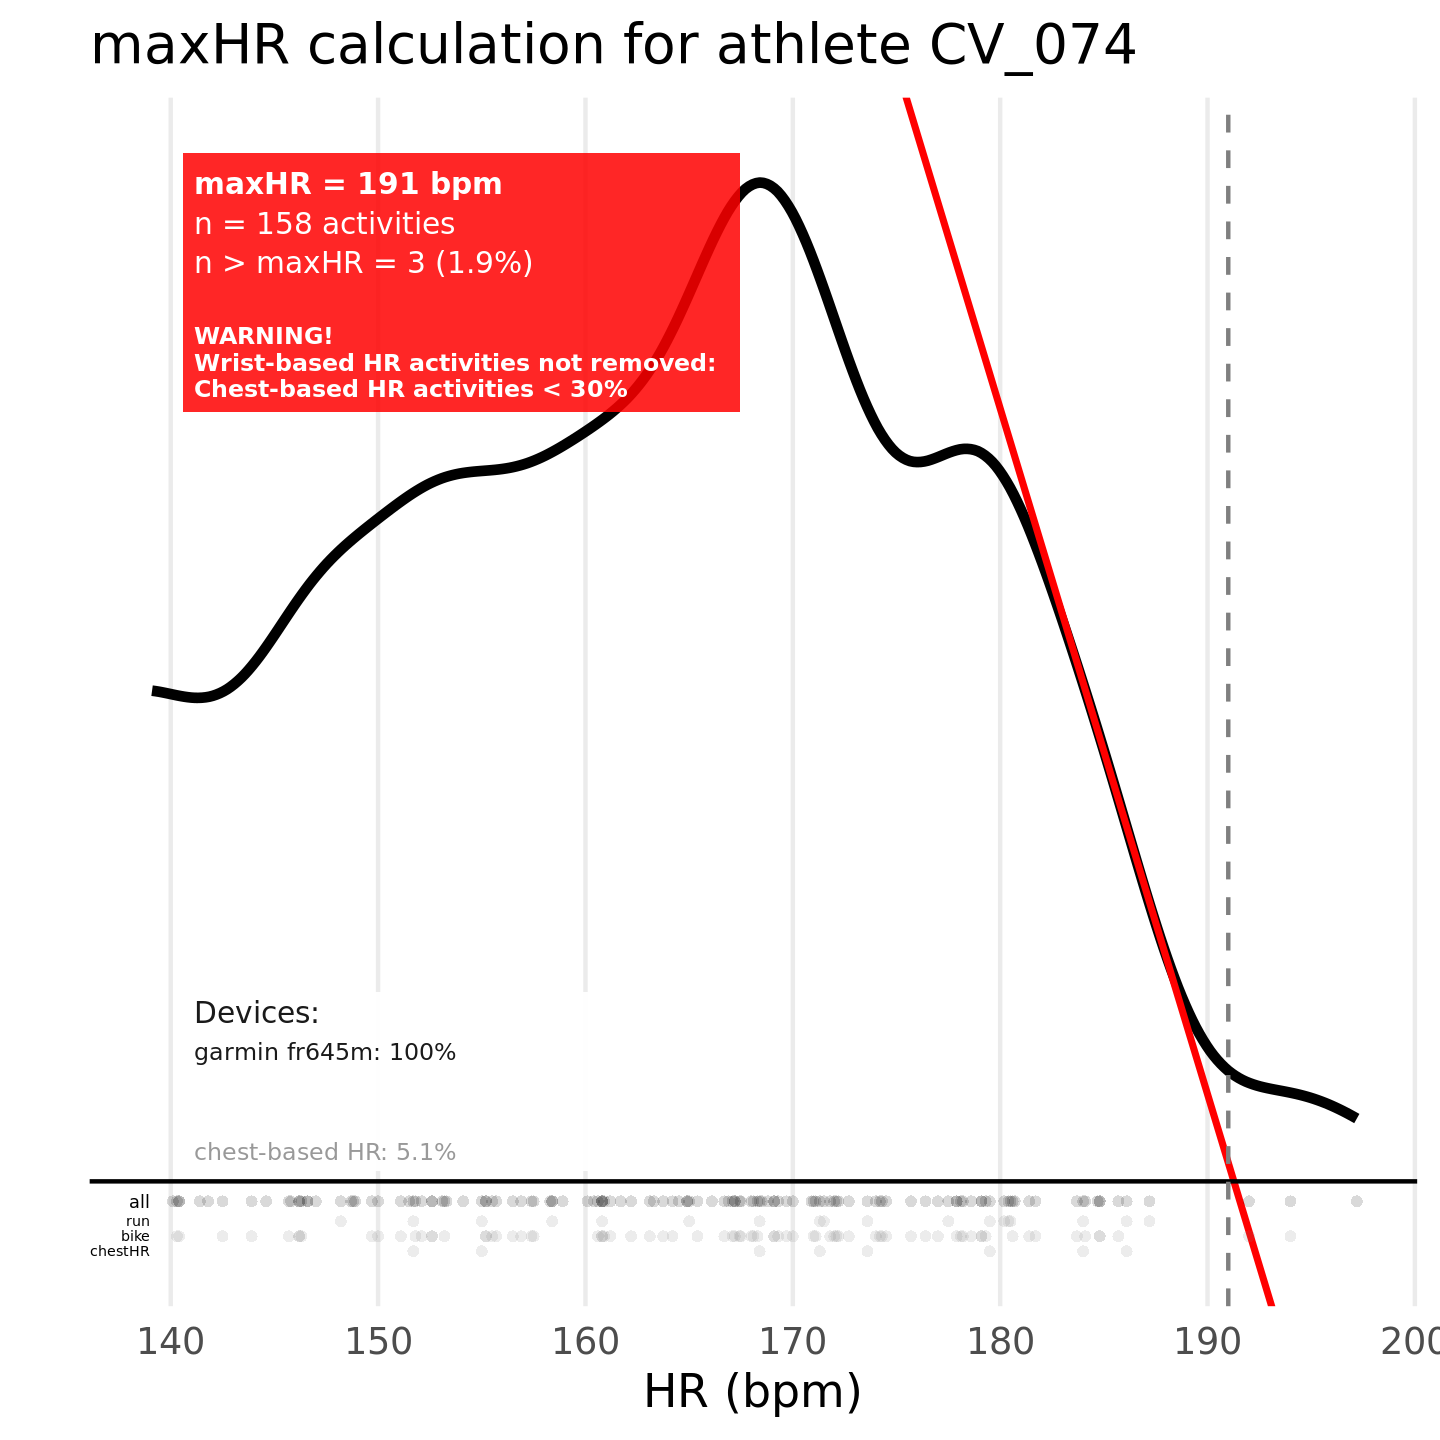 maxHR calculation for athlete CV_074
maxHR = 191 bpm
n = 158 activities
n > maxHR = 3 (1.9%)
WARNING!
Wrist-based HR activities not removed:
Chest-based HR activities < 30%
Devices:
garmin fr645m: 100%
chest-based HR: 5.1%
all
run
bike
chestHR
140 150 160 170 180 190 200
HR (bpm)